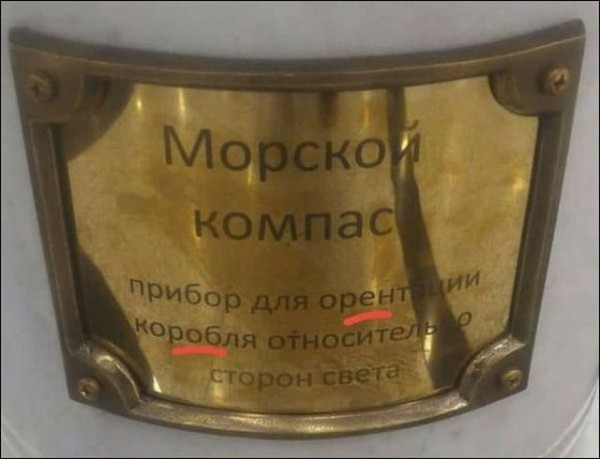 Морской
компас
прибор для орентации
коробля относительно
сторон света